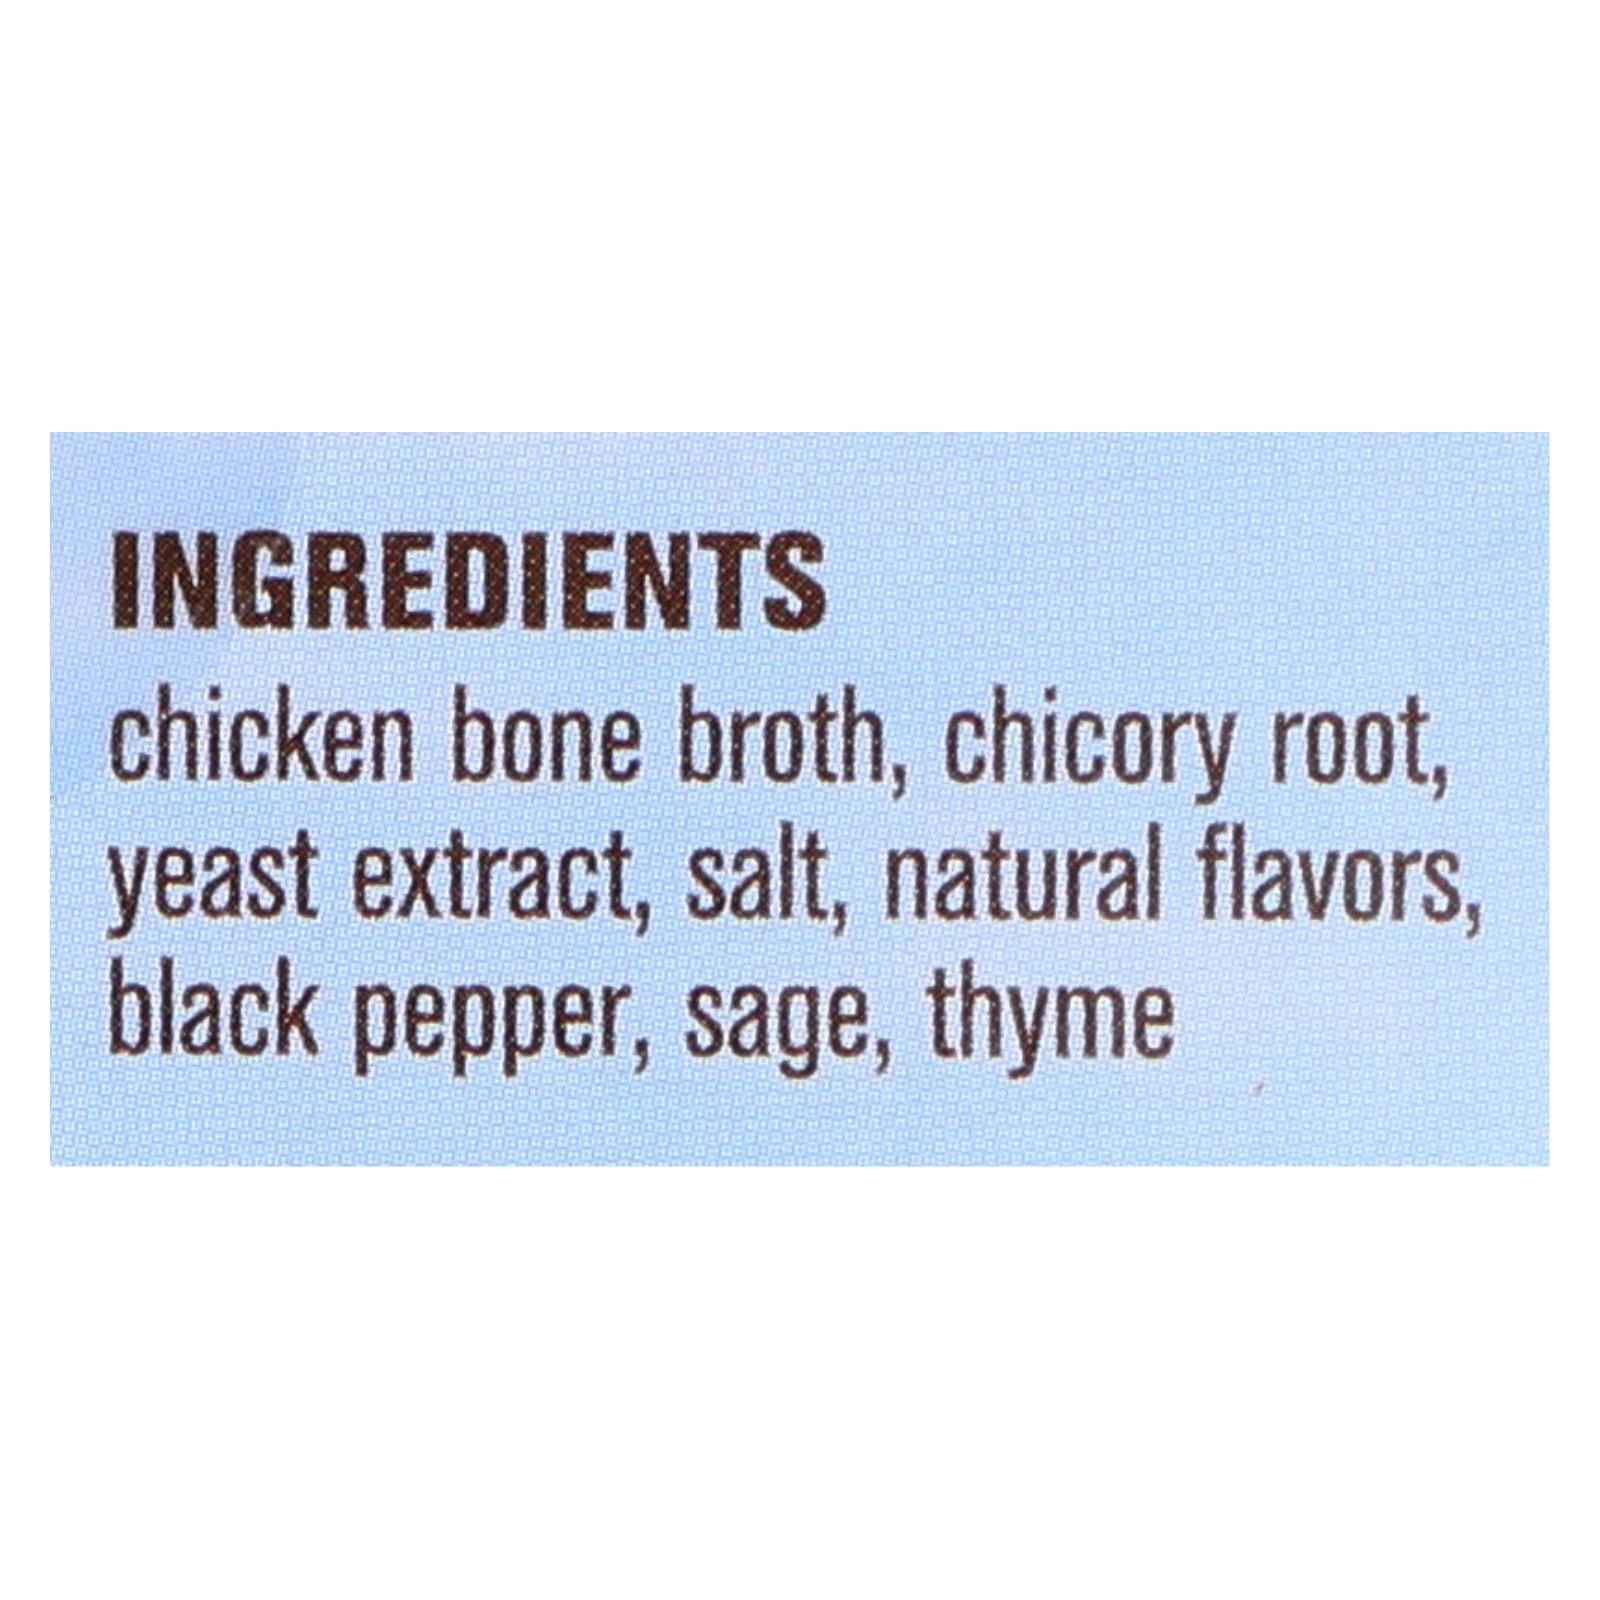 INGREDIENTS
chicken bone broth, chicory root,
yeast extract, salt, natural flavors,
black pepper, sage, thyme